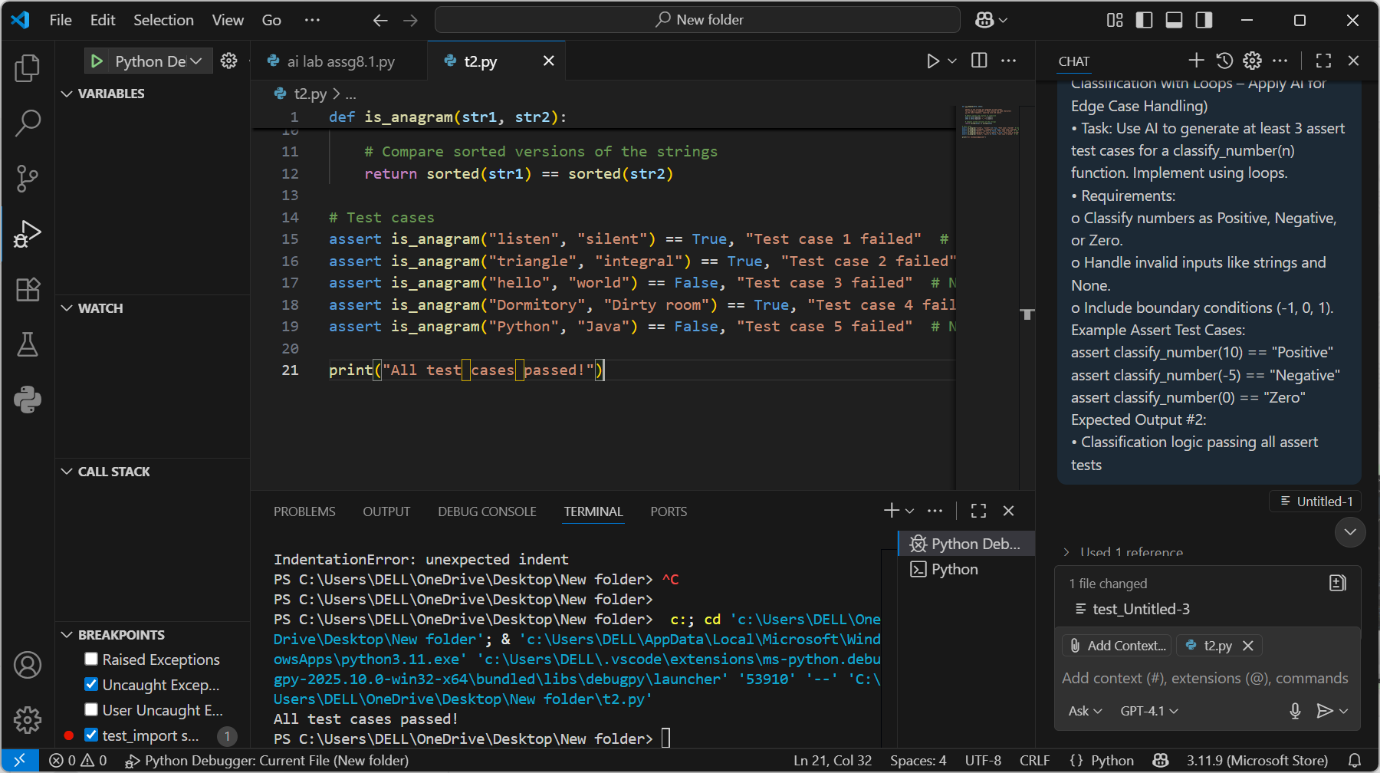 File Edit Selection View Go ··· New folder
Python De
ai lab assg8.1.py
t2.py
CHAT
VARIABLES
t2.py > ...
1 def is_anagram(str1, str2):
10
11 # Compare sorted versions of the strings
12 return sorted(str1) == sorted(str2)
13
14 # Test cases
15 assert is_anagram("listen", "silent") == True, "Test case 1 failed" #
16 assert is_anagram("triangle", "integral") == True, "Test case 2 failed"
17 assert is_anagram("hello", "world") == False, "Test case 3 failed" # N
18 assert is_anagram("Dormitory", "Dirty room") == True, "Test case 4 fail
19 assert is_anagram("Python", "Java") == False, "Test case 5 failed" # N
20
21 print("All test cases passed!")
WATCH
CALL STACK
BREAKPOINTS
Raised Exceptions
Uncaught Excep...
User Uncaught E...
test_import s... 1
PROBLEMS OUTPUT DEBUG CONSOLE TERMINAL PORTS
IndentationError: unexpected indent
PS C:\Users\DELL\OneDrive\Desktop\New folder> ^C
PS C:\Users\DELL\OneDrive\Desktop\New folder>
PS C:\Users\DELL\OneDrive\Desktop\New folder> c:; cd 'c:\Users\DELL\One
Drive\Desktop\New folder'; & 'c:\Users\DELL\AppData\Local\Microsoft\Wind
owsApps\python3.11.exe' 'c:\Users\DELL\.vscode\extensions\ms-python.debu
gpy-2025.10.0-win32-x64\bundled\libs\debugpy\launcher' '53910' '--' 'C:\
Users\DELL\OneDrive\Desktop\New folder\t2.py'
All test cases passed!
PS C:\Users\DELL\OneDrive\Desktop\New folder>
Python Deb...
Python
Classification with Loops – Apply AI for
Edge Case Handling)
• Task: Use AI to generate at least 3 assert
test cases for a classify_number(n)
function. Implement using loops.
• Requirements:
o Classify numbers as Positive, Negative,
or Zero.
o Handle invalid inputs like strings and
None.
o Include boundary conditions (-1, 0, 1).
Example Assert Test Cases:
assert classify_number(10) == "Positive"
assert classify_number(-5) == "Negative"
assert classify_number(0) == "Zero"
Expected Output #2:
• Classification logic passing all assert
tests
Untitled-1
Used 1 reference
1 file changed
test_Untitled-3
Add Context... t2.py
Add context (#), extensions (@), commands
Ask GPT-4.1
0 0 Python Debugger: Current File (New folder) Ln 21, Col 32 Spaces: 4 UTF-8 CRLF {} Python 3.11.9 (Microsoft Store)